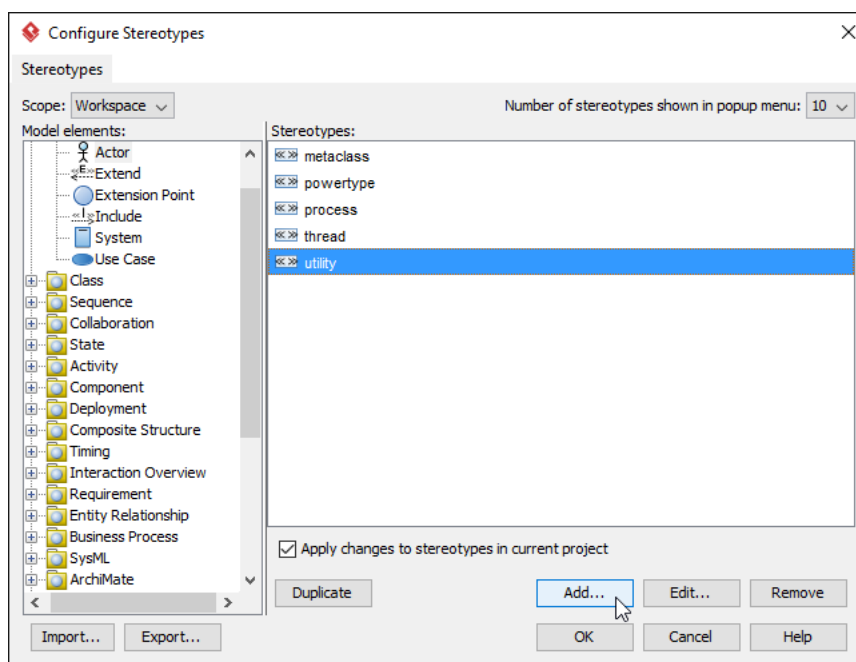 Configure Stereotypes
Stereotypes
Scope: Workspace
Number of stereotypes shown in popup menu: 10
Model elements:
Stereotypes:
Actor
Extend
Extension Point
Include
System
Use Case
Class
Sequence
Collaboration
State
Activity
Component
Deployment
Composite Structure
Timing
Interaction Overview
Requirement
Entity Relationship
Business Process
SysML
ArchiMate
metaclass
powertype
process
thread
utility
Apply changes to stereotypes in current project
Duplicate
Add...
Edit...
Remove
Import...
Export...
OK
Cancel
Help